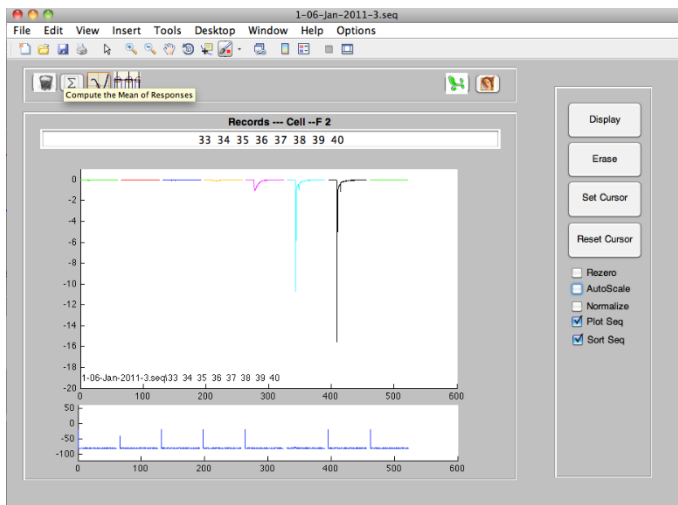 1-06-Jan-2011-3.seq
File Edit View Insert Tools Desktop Window Help Options
Σ
Compute the Mean of Responses
Records --- Cell --F 2
33 34 35 36 37 38 39 40
Display
Erase
Set Cursor
Reset Cursor
Rezero
AutoScale
Normalize
Plot Seq
Sort Seq
0
-2
-4
-6
-8
-10
-12
-14
-16
-18
-20
1-06-Jan-2011-3.seq\33 34 35 36 37 38 39 40
0 100 200 300 400 500 600
50
0
-50
-100
0 100 200 300 400 500 600